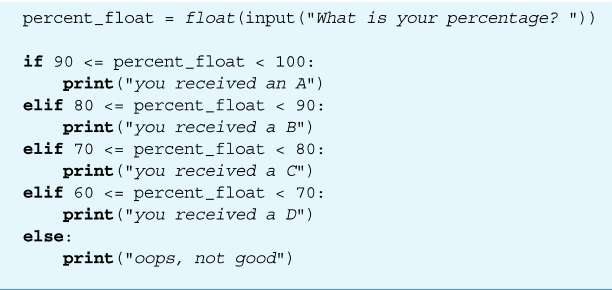 percent_float = float(input("What is your percentage? "))
if 90 <= percent_float < 100:
    print("you received an A")
elif 80 <= percent_float < 90:
    print("you received a B")
elif 70 <= percent_float < 80:
    print("you received a C")
elif 60 <= percent_float < 70:
    print("you received a D")
else:
    print("oops, not good")